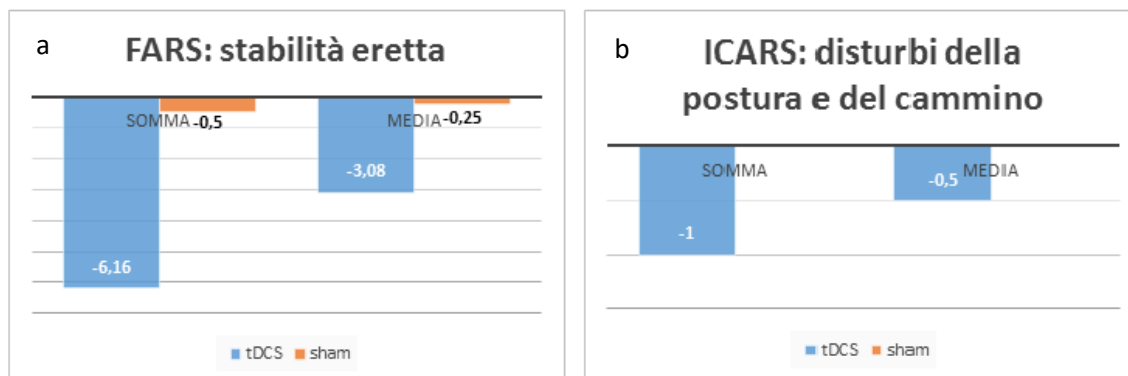 a
FARS: stabilità eretta
SOMMA -0,5
MEDIA -0,25
-3,08
-6,16
tDCS sham
b
ICARS: disturbi della
postura e del cammino
SOMMA
MEDIA
-0,5
-1
tDCS sham